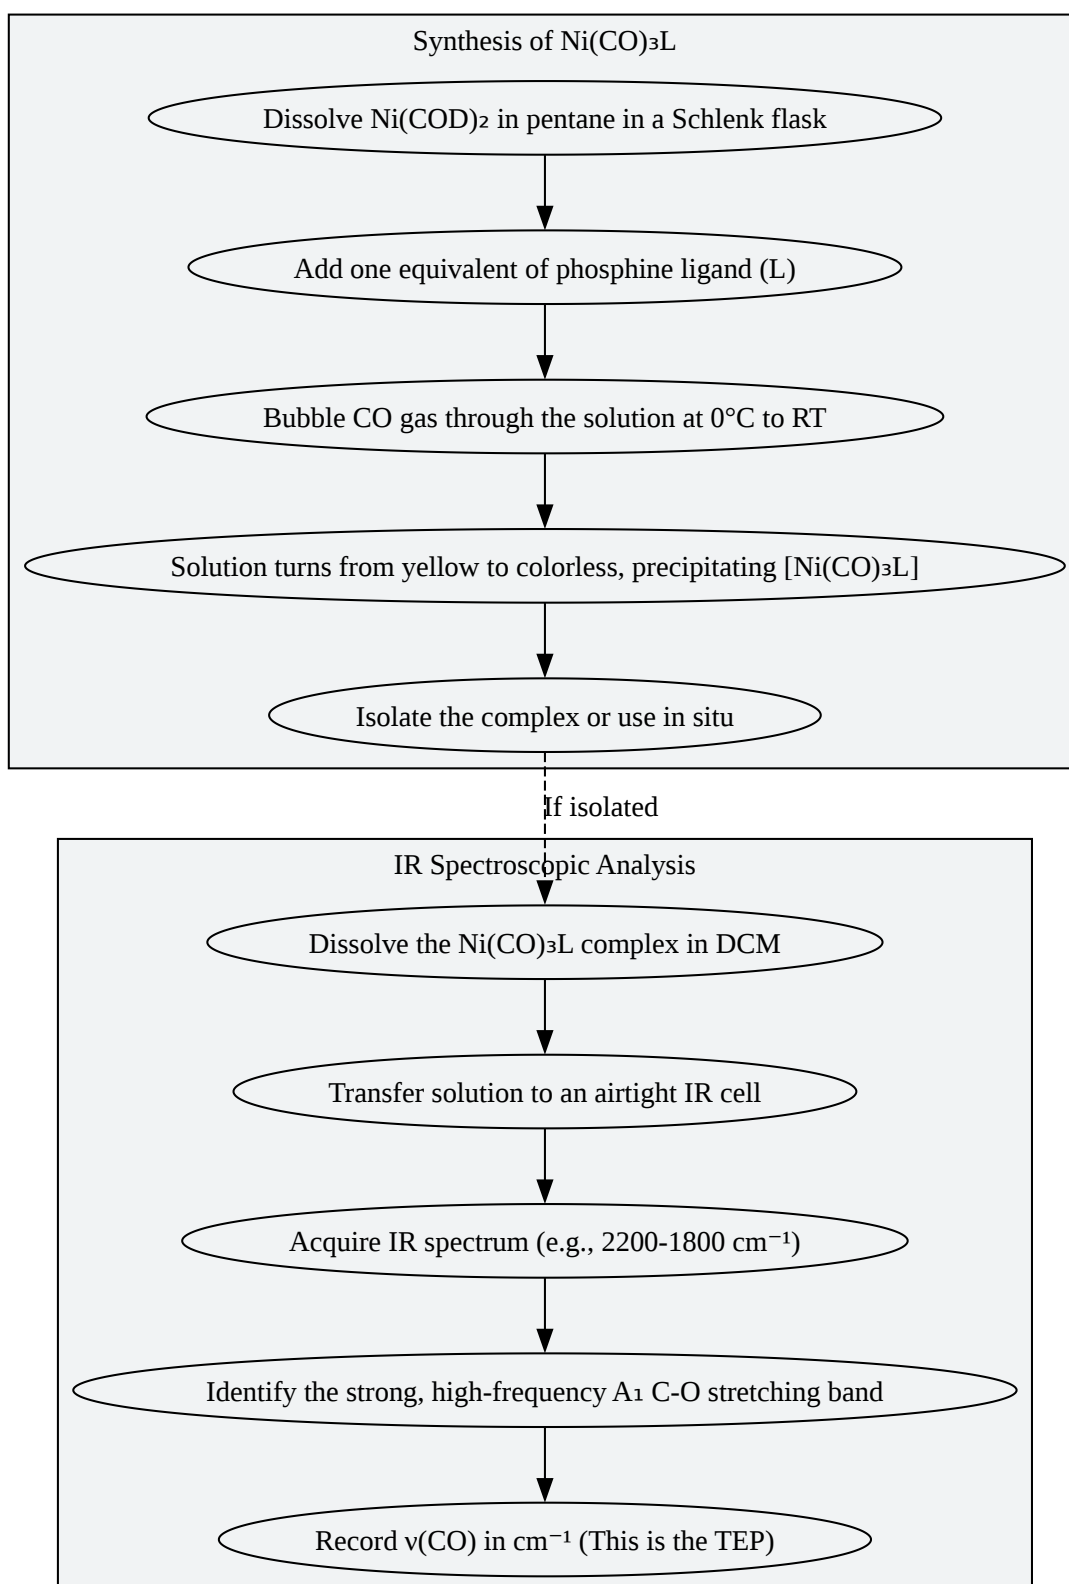 Synthesis of Ni(CO)₃L
Dissolve Ni(COD)₂ in pentane in a Schlenk flask
Add one equivalent of phosphine ligand (L)
Bubble CO gas through the solution at 0°C to RT
Solution turns from yellow to colorless, precipitating [Ni(CO)₃L]
Isolate the complex or use in situ
If isolated
IR Spectroscopic Analysis
Dissolve the Ni(CO)₃L complex in DCM
Transfer solution to an airtight IR cell
Acquire IR spectrum (e.g., 2200-1800 cm⁻¹)
Identify the strong, high-frequency A₁ C-O stretching band
Record ν(CO) in cm⁻¹ (This is the TEP)